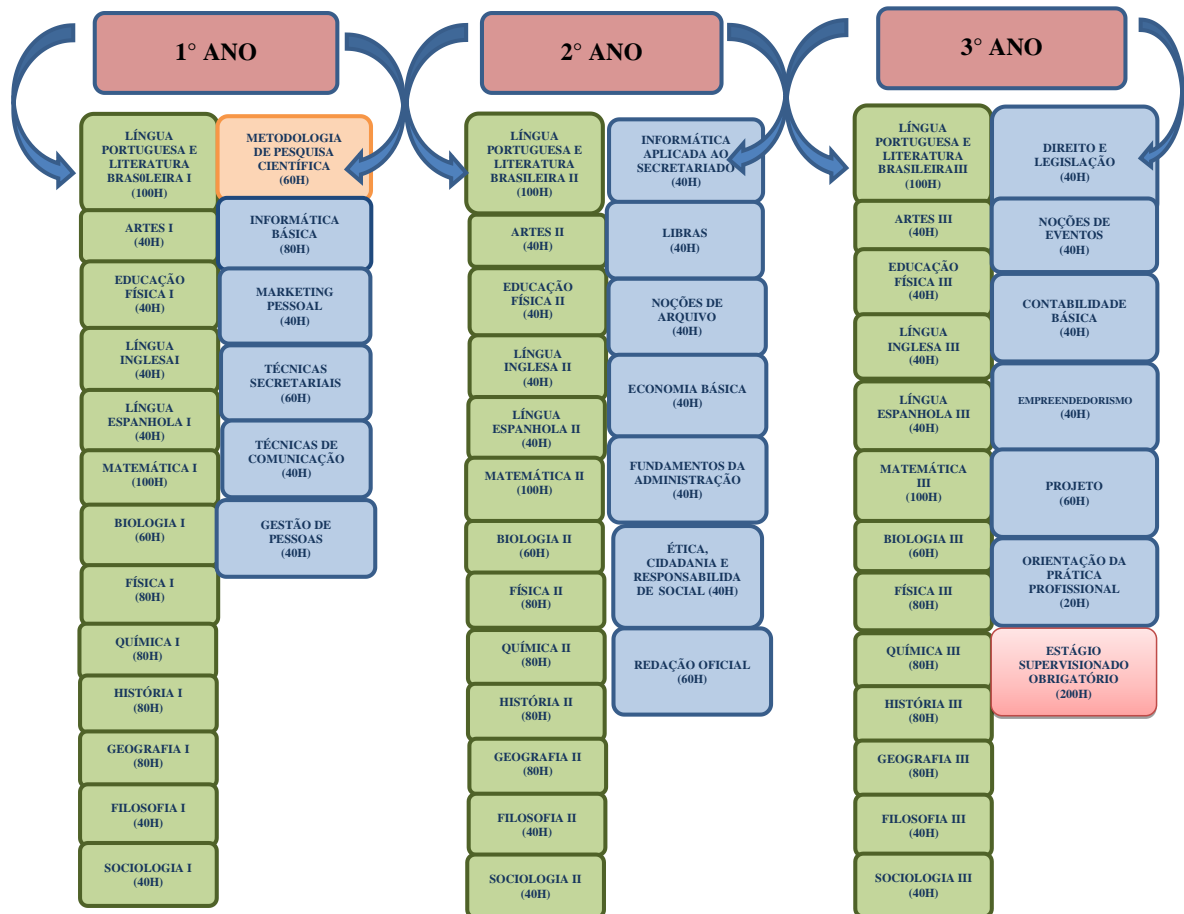 1° ANO
LÍNGUA
PORTUGUESA E
LITERATURA
BRAS0LEIRA I
(100H)
ARTES I
(40H)
EDUCAÇÃO
FÍSICA I
(40H)
LÍNGUA
INGLESAI
(40H)
LÍNGUA
ESPANHOLA I
(40H)
MATEMÁTICA I
(100H)
BIOLOGIA I
(60H)
FÍSICA I
(80H)
QUÍMICA I
(80H)
HISTÓRIA I
(80H)
GEOGRAFIA I
(80H)
FILOSOFIA I
(40H)
SOCIOLOGIA I
(40H)
METODOLOGIA
DE PESQUISA
CIENTÍFICA
(60H)
INFORMÁTICA
BÁSICA
(80H)
MARKETING
PESSOAL
(40H)
TÉCNICAS
SECRETARIAIS
(60H)
TÉCNICAS DE
COMUNICAÇÃO
(40H)
GESTÃO DE
PESSOAS
(40H)
2° ANO
LÍNGUA
PORTUGUESA E
LITERATURA
BRASILEIRA II
(100H)
ARTES II
(40H)
EDUCAÇÃO
FÍSICA II
(40H)
LÍNGUA
INGLESA II
(40H)
LÍNGUA
ESPANHOLA II
(40H)
MATEMÁTICA II
(100H)
BIOLOGIA II
(60H)
FÍSICA II
(80H)
QUÍMICA II
(80H)
HISTÓRIA II
(80H)
GEOGRAFIA II
(80H)
FILOSOFIA II
(40H)
SOCIOLOGIA II
(40H)
INFORMÁTICA
APLICADA AO
SECRETARIADO
(40H)
LIBRAS
(40H)
NOÇÕES DE
ARQUIVO
(40H)
ECONOMIA BÁSICA
(40H)
FUNDAMENTOS DA
ADMINISTRAÇÃO
(40H)
ÉTICA,
CIDADANIA E
RESPONSABILIDA
DE SOCIAL (40H)
REDAÇÃO OFICIAL
(60H)
3° ANO
LÍNGUA
PORTUGUESA E
LITERATURA
BRASILEIRAIII
(100H)
ARTES III
(40H)
EDUCAÇÃO
FÍSICA III
(40H)
LÍNGUA
INGLESA III
(40H)
LÍNGUA
ESPANHOLA III
(40H)
MATEMÁTICA
III
(100H)
BIOLOGIA III
(60H)
FÍSICA III
(80H)
QUÍMICA III
(80H)
HISTÓRIA III
(80H)
GEOGRAFIA III
(80H)
FILOSOFIA III
(40H)
SOCIOLOGIA III
(40H)
DIREITO E
LEGISLAÇÃO
(40H)
NOÇÕES DE
EVENTOS
(40H)
CONTABILIDADE
BÁSICA
(40H)
EMPREENDEDORISMO
(40H)
PROJETO
(60H)
ORIENTAÇÃO DA
PRÁTICA
PROFISSIONAL
(20H)
ESTÁGIO
SUPERVISIONADO
OBRIGATÓRIO
(200H)